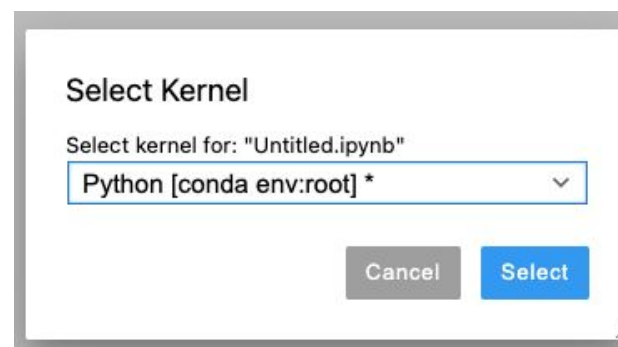 Select Kernel
Select kernel for: "Untitled.ipynb"
Python [conda env:root] *
Cancel Select